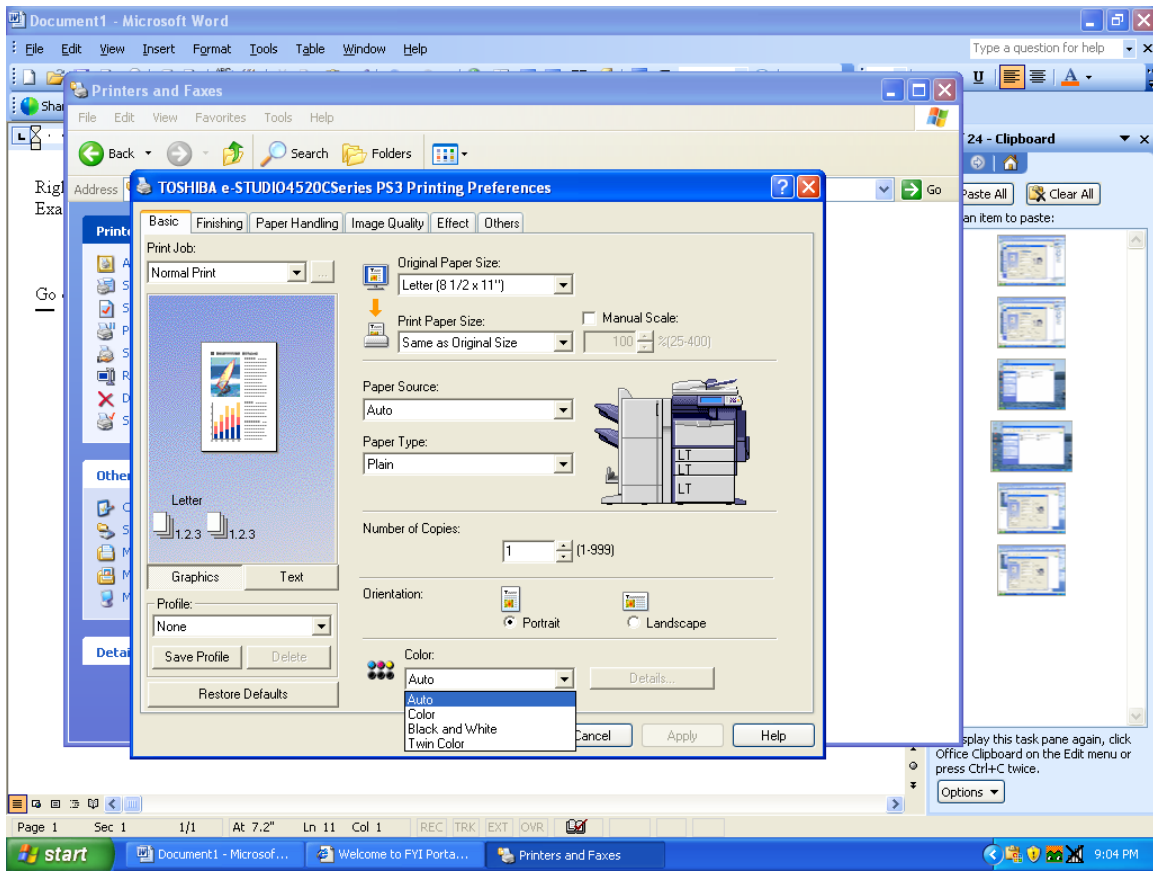 Document1 - Microsoft Word
File Edit View Insert Format Tools Table Window Help
Type a question for help
Printers and Faxes
File Edit View Favorites Tools Help
Back Search Folders
Address Go
TOSHIBA e-STUDIO4520CSeries PS3 Printing Preferences
Basic Finishing Paper Handling Image Quality Effect Others
Print Job:
Normal Print
...
Letter
1.2.3 1.2.3
Graphics Text
Profile:
None
Save Profile Delete
Restore Defaults
Original Paper Size:
Letter (8 1/2 x 11")
Print Paper Size:
Same as Original Size
Manual Scale:
100 %(25-400)
Paper Source:
Auto
Paper Type:
Plain
LT
LT
LT
Number of Copies:
1 (1-999)
Orientation:
Portrait Landscape
Color:
Auto
Details...
Auto
Color
Black and White
Twin Color
Cancel Apply Help
24 - Clipboard
Paste All Clear All
an item to paste:
splay this task pane again, click
Office Clipboard on the Edit menu or
press Ctrl+C twice.
Options
Page 1 Sec 1 1/1 At 7.2" Ln 11 Col 1 REC TRK EXT OVR
start Document1 - Microsof... Welcome to FYI Porta... Printers and Faxes 9:04 PM